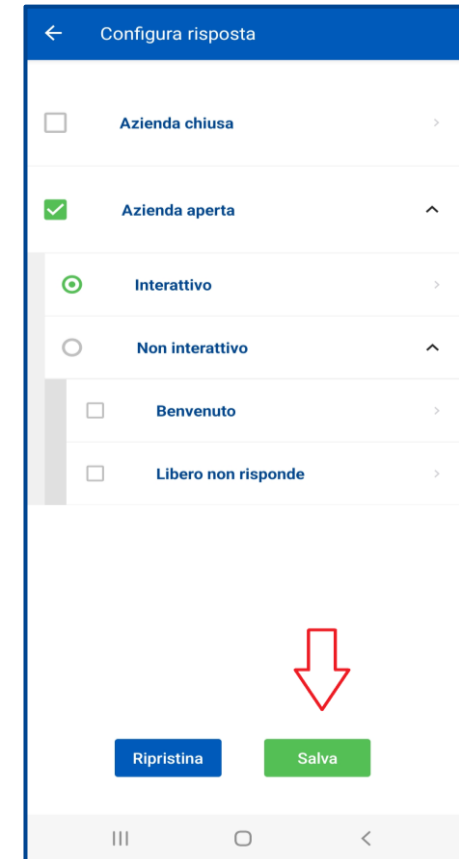 Configura risposta
Azienda chiusa
Azienda aperta
Interattivo
Non interattivo
Benvenuto
Libero non risponde
Ripristina
Salva